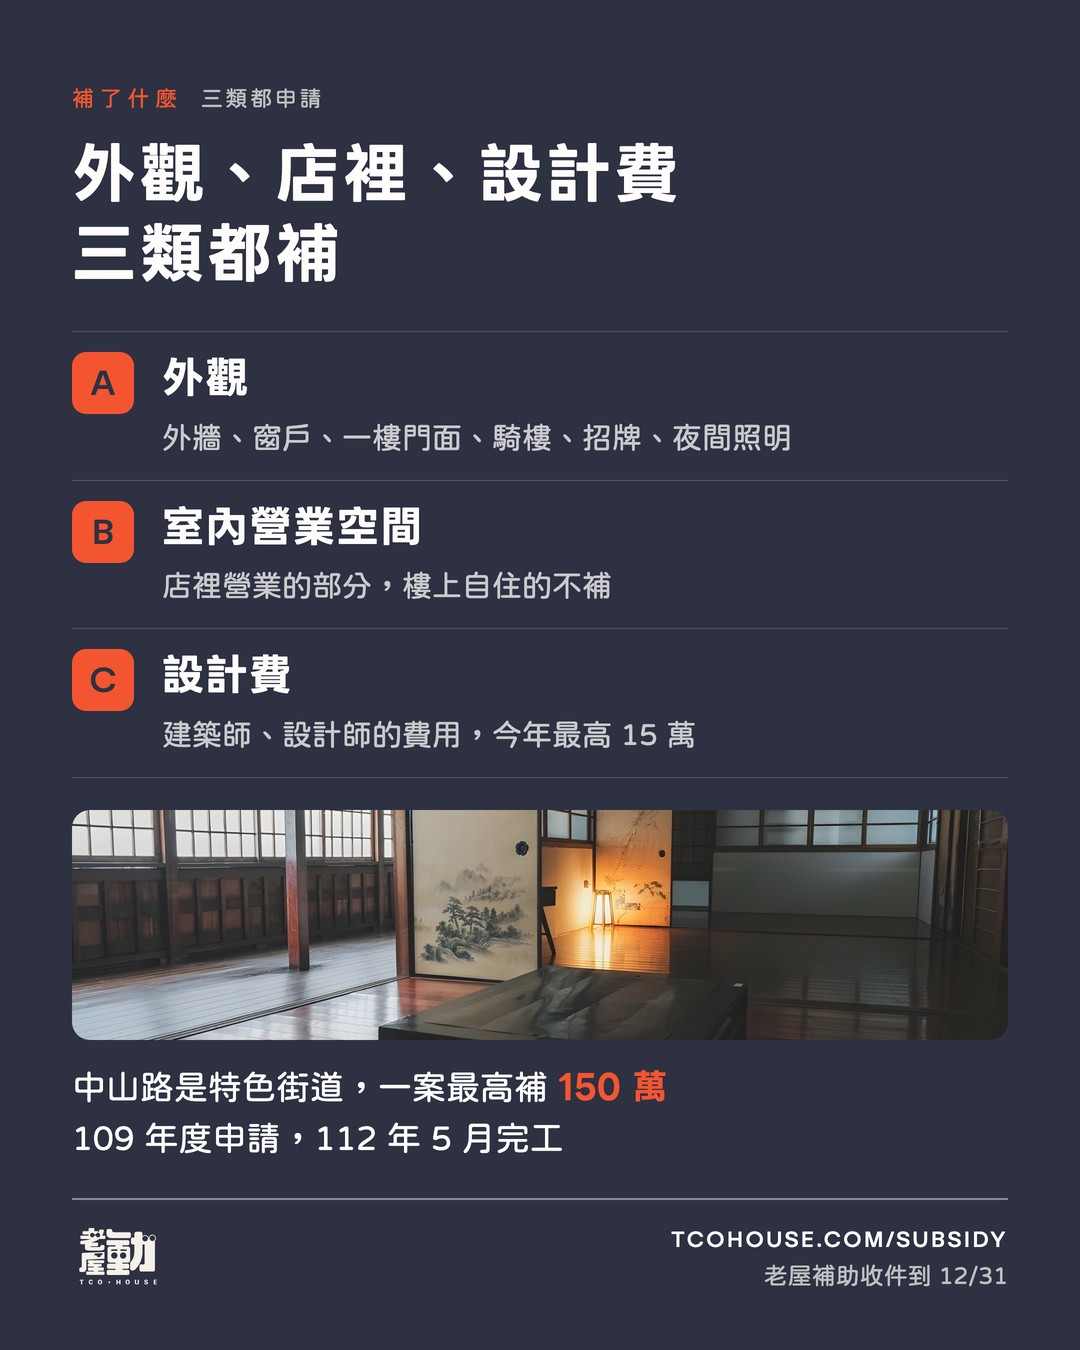 補了什麼 三類都申請
外觀、店裡、設計費
三類都補
A 外觀
外牆、窗戶、一樓門面、騎樓、招牌、夜間照明
B 室內營業空間
店裡營業的部分，樓上自住的不補
C 設計費
建築師、設計師的費用，今年最高 15 萬
中山路是特色街道，一案最高補 150 萬
109 年度申請，112 年 5 月完工
老屋動
TCO·HOUSE
TCOHOUSE.COM/SUBSIDY
老屋補助收件到 12/31